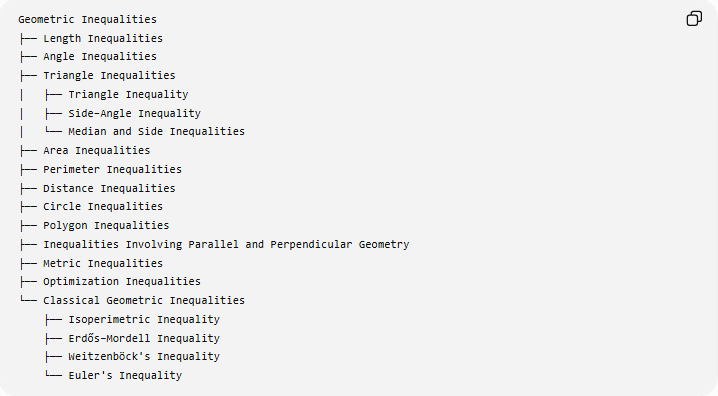 Geometric Inequalities
├── Length Inequalities
├── Angle Inequalities
├── Triangle Inequalities
│   ├── Triangle Inequality
│   ├── Side–Angle Inequality
│   └── Median and Side Inequalities
├── Area Inequalities
├── Perimeter Inequalities
├── Distance Inequalities
├── Circle Inequalities
├── Polygon Inequalities
├── Inequalities Involving Parallel and Perpendicular Geometry
├── Metric Inequalities
├── Optimization Inequalities
└── Classical Geometric Inequalities
    ├── Isoperimetric Inequality
    ├── Erdős–Mordell Inequality
    ├── Weitzenböck's Inequality
    └── Euler's Inequality